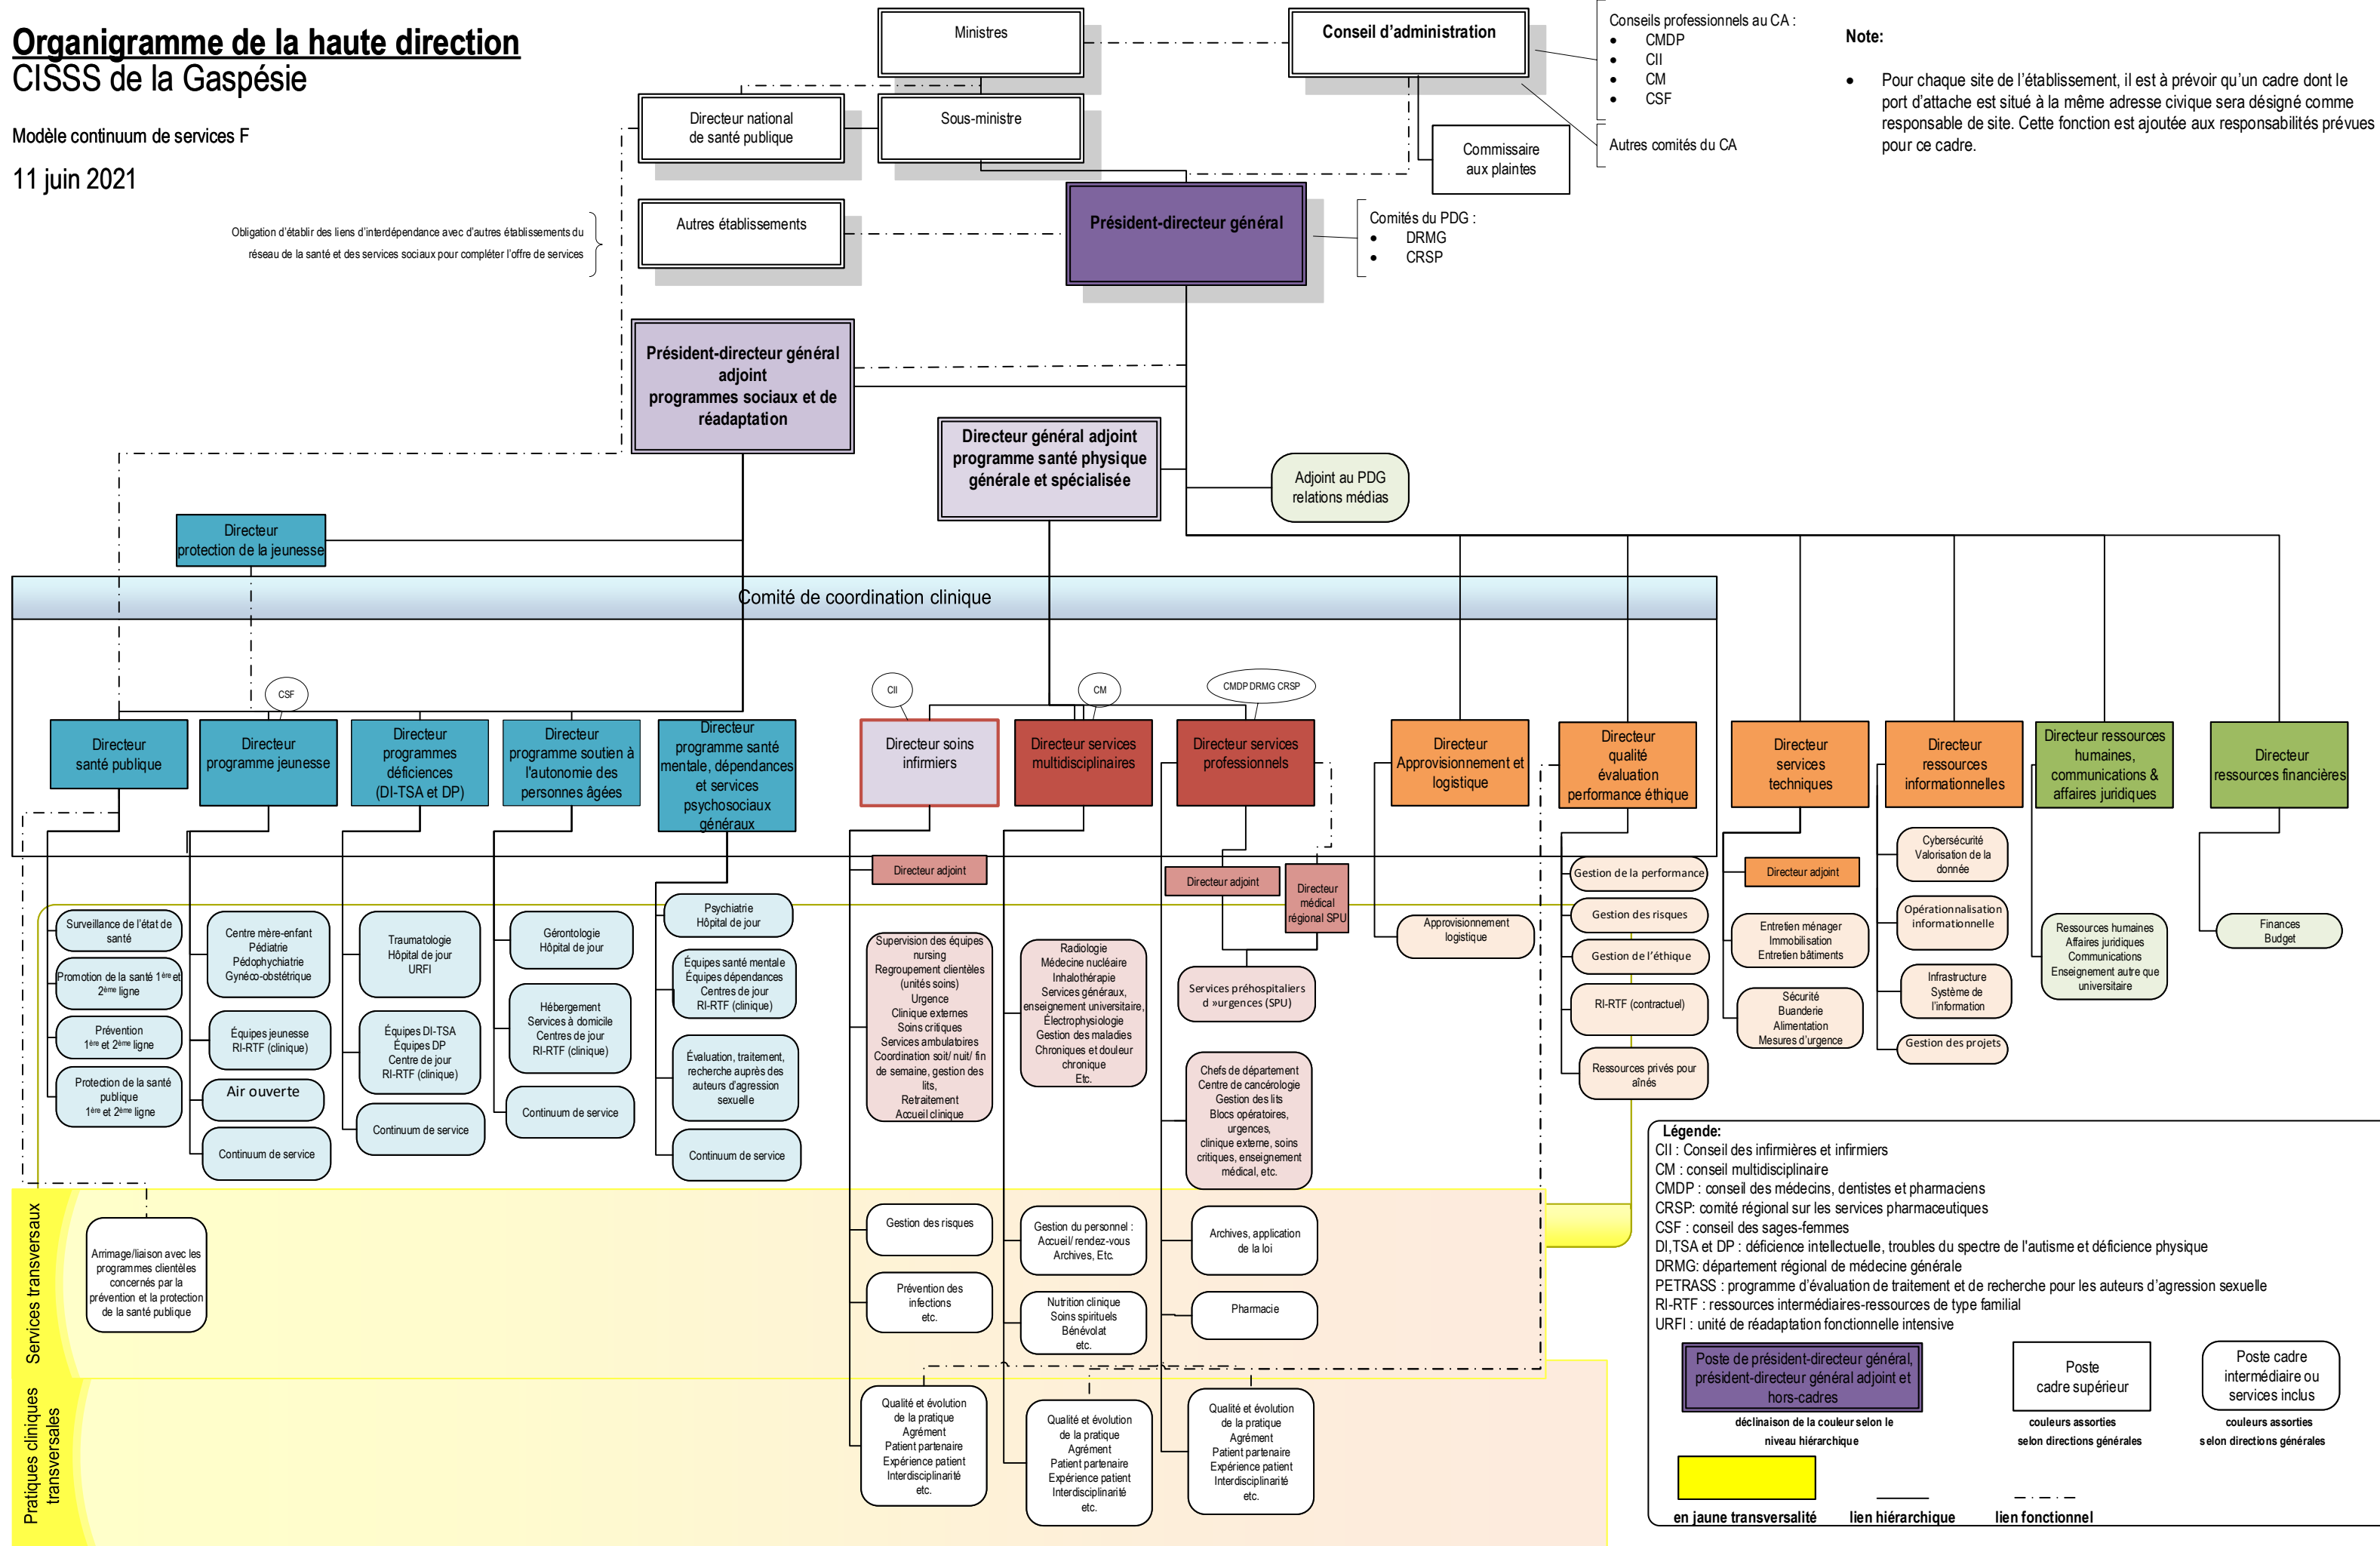 Organigramme de la haute direction
CISSS de la Gaspésie
Modèle continuum de services F
11 juin 2021
Ministres
Conseil d'administration
Conseils professionnels au CA :
• CMDP
• CII
• CM
• CSF
Autres comités du CA
Note:
• Pour chaque site de l'établissement, il est à prévoir qu'un cadre dont le
port d'attache est situé à la même adresse civique sera désigné comme
responsable de site. Cette fonction est ajoutée aux responsabilités prévues
pour ce cadre.
Directeur national
de santé publique
Sous-ministre
Commissaire
aux plaintes
Obligation d'établir des liens d'interdépendance avec d'autres établissements du
réseau de la santé et des services sociaux pour compléter l'offre de services
Autres établissements
Président-directeur général
Comités du PDG :
• DRMG
• CRSP
Président-directeur général
adjoint
programmes sociaux et de
réadaptation
Directeur général adjoint
programme santé physique
générale et spécialisée
Adjoint au PDG
relations médias
Directeur
protection de la jeunesse
Comité de coordination clinique
CSF
CII
CM
CMDP DRMG CRSP
Directeur
santé publique
Directeur
programme jeunesse
Directeur
programmes
déficiences
(DI-TSA et DP)
Directeur
programme soutien à
l'autonomie des
personnes âgées
Directeur
programme santé
mentale, dépendances
et services
psychosociaux
généraux
Directeur soins
infirmiers
Directeur services
multidisciplinaires
Directeur services
professionnels
Directeur
Approvisionnement et
logistique
Directeur
qualité
évaluation
performance éthique
Directeur
services
techniques
Directeur
ressources
informationnelles
Directeur ressources
humaines,
communications &
affaires juridiques
Directeur
ressources financières
Surveillance de l'état de
santé
Promotion de la santé 1ère et
2ème ligne
Prévention
1ère et 2ème ligne
Protection de la santé
publique
1ère et 2ème ligne
Centre mère-enfant
Pédiatrie
Pédophychiatrie
Gynéco-obstétrique
Équipes jeunesse
RI-RTF (clinique)
Air ouverte
Continuum de service
Traumatologie
Hôpital de jour
URFI
Équipes DI-TSA
Équipes DP
Centre de jour
RI-RTF (clinique)
Continuum de service
Gérontologie
Hôpital de jour
Hébergement
Services à domicile
Centres de jour
RI-RTF (clinique)
Continuum de service
Psychiatrie
Hôpital de jour
Équipes santé mentale
Équipes dépendances
Centres de jour
RI-RTF (clinique)
Évaluation, traitement,
recherche auprès des
auteurs d'agression
sexuelle
Continuum de service
Directeur adjoint
Supervision des équipes
nursing
Regroupement clientèles
(unités soins)
Urgence
Clinique externes
Soins critiques
Services ambulatoires
Coordination soit/ nuit/ fin
de semaine, gestion des
lits,
Retraitement
Accueil clinique
Radiologie
Médecine nucléaire
Inhalothérapie
Services généraux,
enseignement universitaire,
Électrophysiologie
Gestion des maladies
Chroniques et douleur
chronique
Etc.
Directeur adjoint
Directeur
médical
régional SPU
Services préhospitaliers
d »urgences (SPU)
Chefs de département
Centre de cancérologie
Gestion des lits
Blocs opératoires,
urgences,
clinique externe, soins
critiques, enseignement
médical, etc.
Approvisionnement
logistique
Gestion de la performance
Gestion des risques
Gestion de l'éthique
RI-RTF (contractuel)
Ressources privés pour
aînés
Directeur adjoint
Entretien ménager
Immobilisation
Entretien bâtiments
Sécurité
Buanderie
Alimentation
Mesures d'urgence
Cybersécurité
Valorisation de la
donnée
Opérationnalisation
informationnelle
Infrastructure
Système de
l'information
Gestion des projets
Ressources humaines
Affaires juridiques
Communications
Enseignement autre que
universitaire
Finances
Budget
Services transversaux
Arrimage/liaison avec les
programmes clientèles
concernés par la
prévention et la protection
de la santé publique
Gestion des risques
Prévention des
infections
etc.
Gestion du personnel :
Accueil/ rendez-vous
Archives, Etc.
Nutrition clinique
Soins spirituels
Bénévolat
etc.
Archives, application
de la loi
Pharmacie
Pratiques cliniques
transversales
Qualité et évolution
de la pratique
Agrément
Patient partenaire
Expérience patient
Interdisciplinarité
etc.
Qualité et évolution
de la pratique
Agrément
Patient partenaire
Expérience patient
Interdisciplinarité
etc.
Qualité et évolution
de la pratique
Agrément
Patient partenaire
Expérience patient
Interdisciplinarité
etc.
Légende:
CII : Conseil des infirmières et infirmiers
CM : conseil multidisciplinaire
CMDP : conseil des médecins, dentistes et pharmaciens
CRSP: comité régional sur les services pharmaceutiques
CSF : conseil des sages-femmes
DI,TSA et DP : déficience intellectuelle, troubles du spectre de l'autisme et déficience physique
DRMG: département régional de médecine générale
PETRASS : programme d'évaluation de traitement et de recherche pour les auteurs d'agression sexuelle
RI-RTF : ressources intermédiaires-ressources de type familial
URFI : unité de réadaptation fonctionnelle intensive
Poste de président-directeur général,
président-directeur général adjoint et
hors-cadres
déclinaison de la couleur selon le
niveau hiérarchique
Poste
cadre supérieur
couleurs assorties
selon directions générales
Poste cadre
intermédiaire ou
services inclus
couleurs assorties
selon directions générales
en jaune transversalité
lien hiérarchique
lien fonctionnel